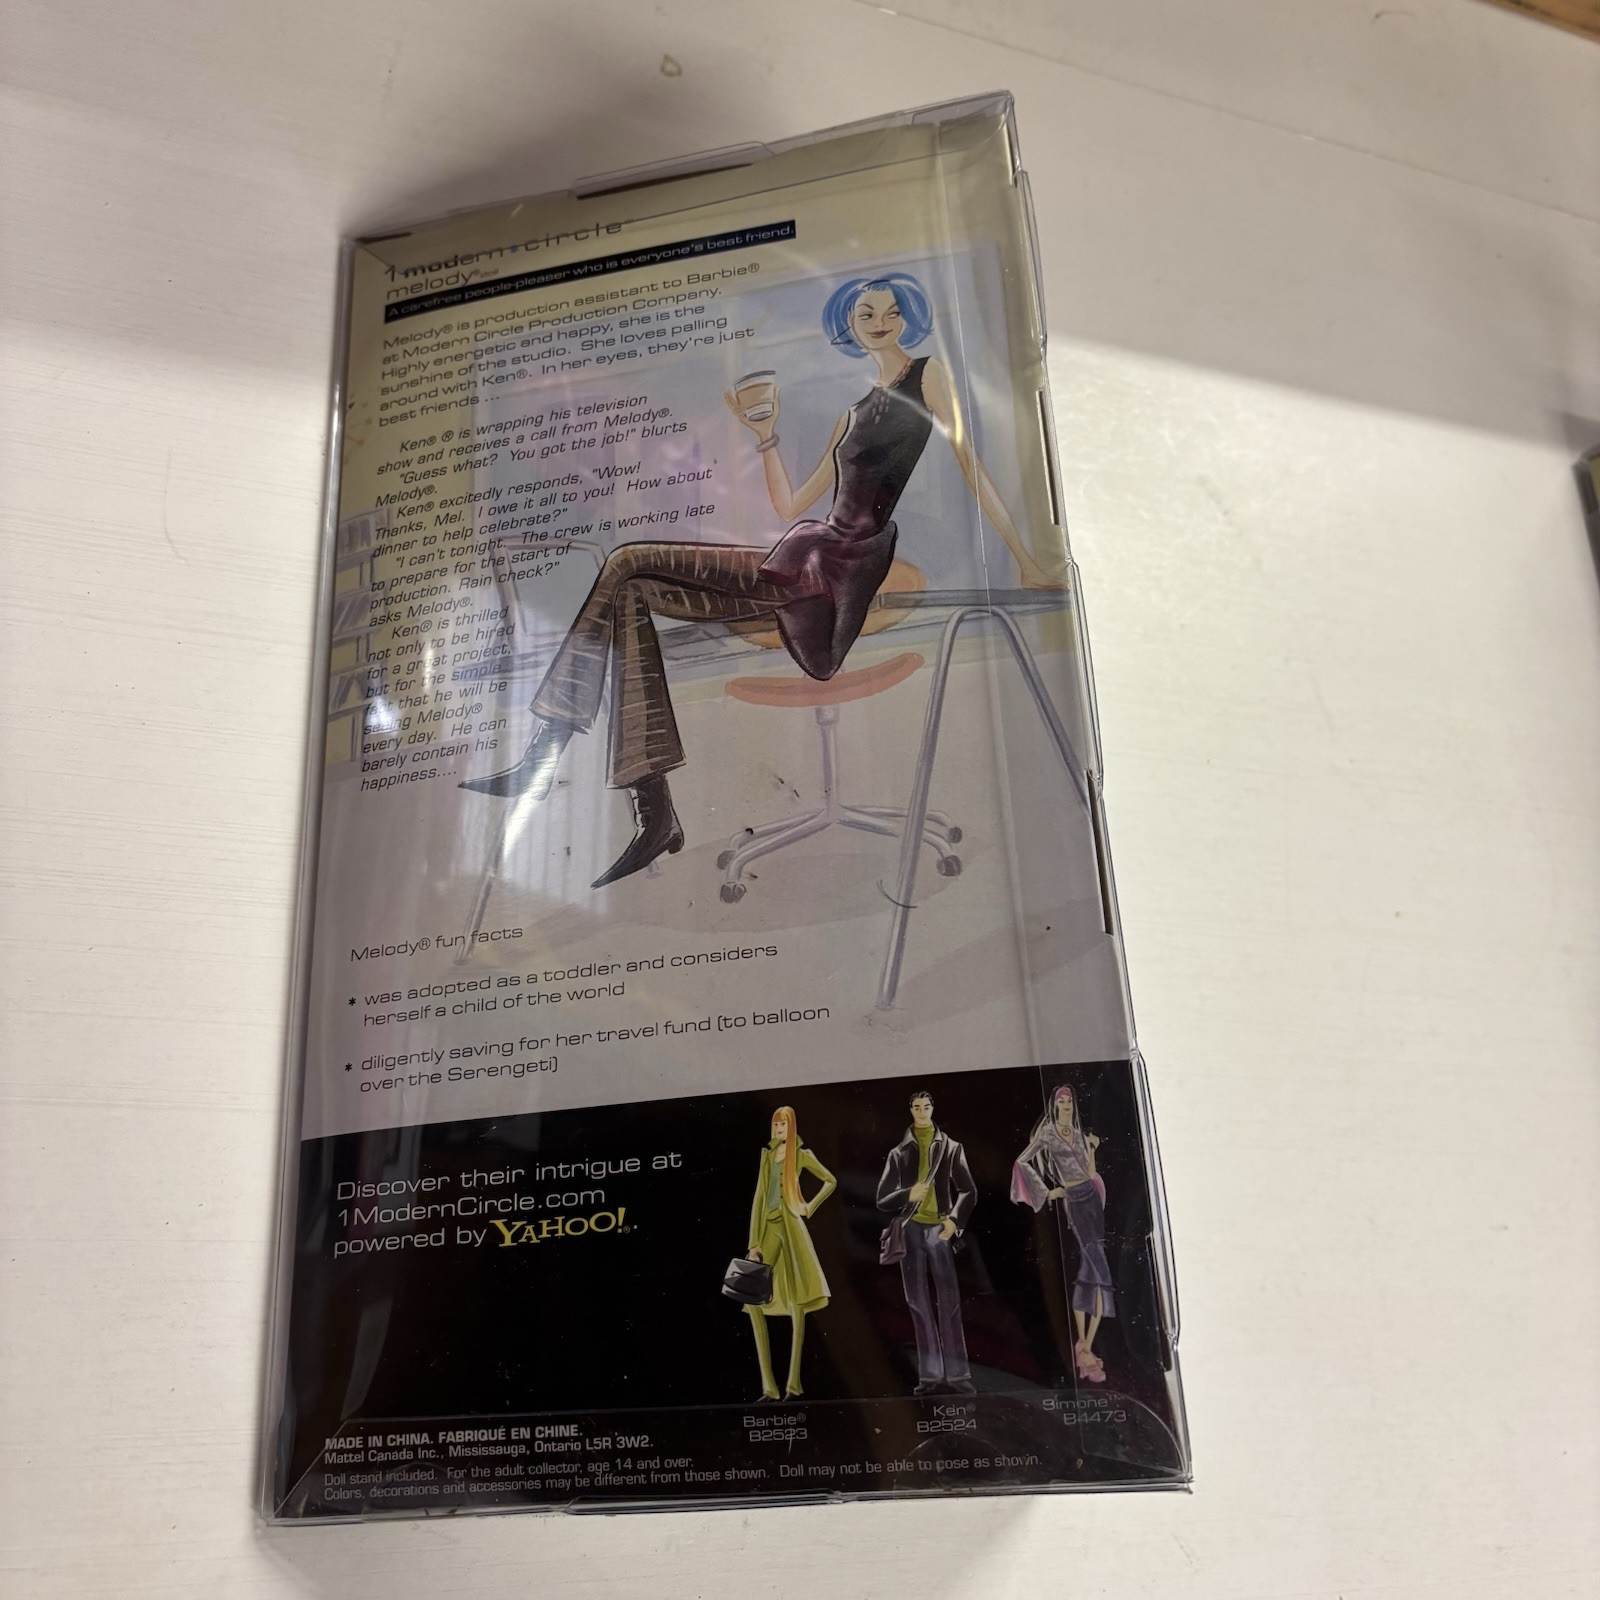 1 modern circle™
melody®
A carefree people-pleaser who is everyone's best friend.
Melody® is production assistant to Barbie®
at Modern Circle Production Company.
Highly energetic and happy, she is the
sunshine of the studio. She loves palling
around with Ken®. In her eyes, they're just
best friends ...
Ken® ® is wrapping his television
show and receives a call from Melody®.
"Guess what? You got the job!" blurts
Melody®.
Ken® excitedly responds, "Wow!
Thanks, Mel. I owe it all to you! How about
dinner to help celebrate?"
"I can't tonight. The crew is working late
to prepare for the start of
production. Rain check?"
asks Melody®.
Ken® is thrilled
not only to be hired
for a great project,
but for the simple
fact that he will be
seeing Melody®
every day. He can
barely contain his
happiness....
Melody® fun facts
* was adopted as a toddler and considers
herself a child of the world
* diligently saving for her travel fund (to balloon
over the Serengeti)
Discover their intrigue at
1ModernCircle.com
powered by YAHOO!®.
Barbie®
B2523
Ken®
B2524
Simone™
B4473
MADE IN CHINA. FABRIQUÉ EN CHINE.
Mattel Canada Inc., Mississauga, Ontario L5R 3W2.
Doll stand included. For the adult collector, age 14 and over.
Colors, decorations and accessories may be different from those shown. Doll may not be able to pose as shown.